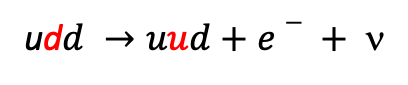 udd → uud + e⁻ + ν